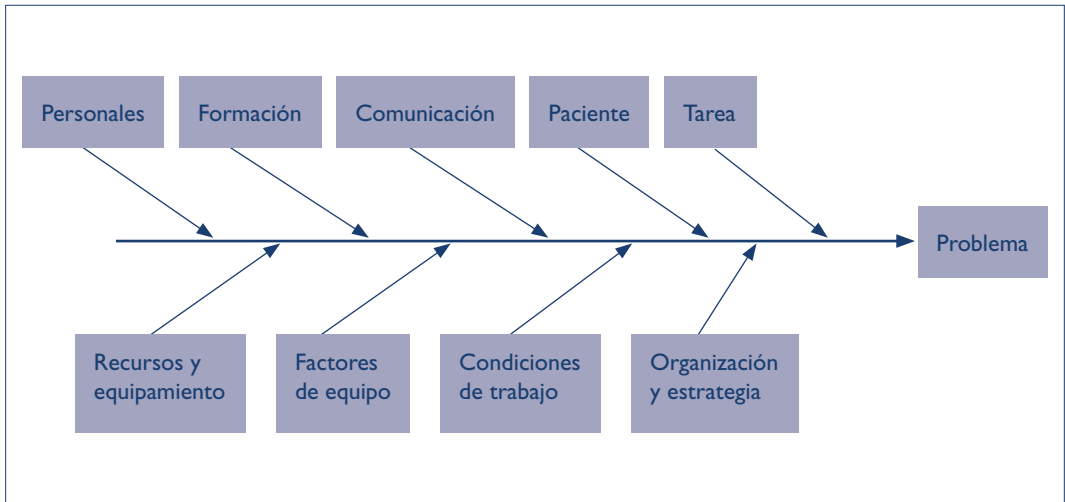 Personales
Formación
Comunicación
Paciente
Tarea
Problema
Recursos y
equipamiento
Factores
de equipo
Condiciones
de trabajo
Organización
y estrategia